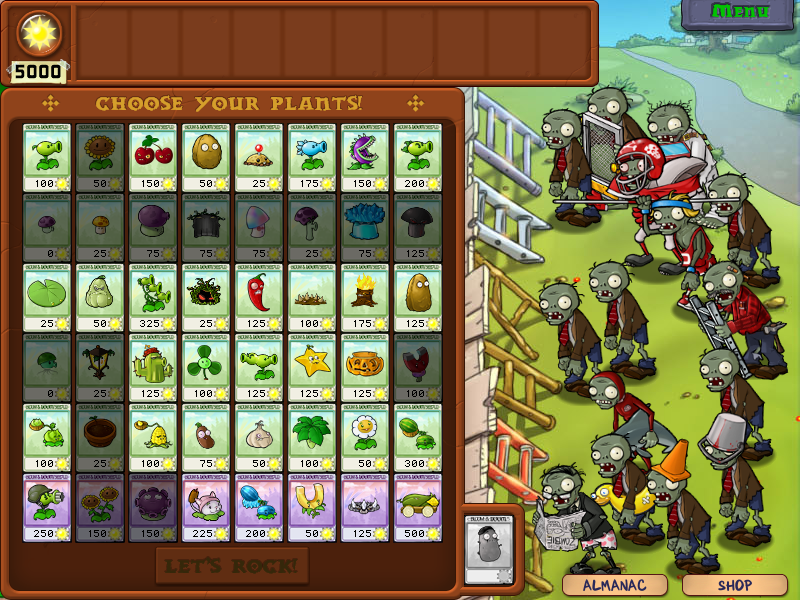 Menu
5000
CHOOSE YOUR PLANTS!
100 50 150 50 25 175 150 200
0 25 75 75 75 25 75 125
25 50 325 25 125 100 175 125
0 25 125 100 125 125 125 100
100 25 100 75 50 100 50 300
250 150 150 225 200 50 125 500
LET'S ROCK!
ZOMBIE
ALMANAC
SHOP